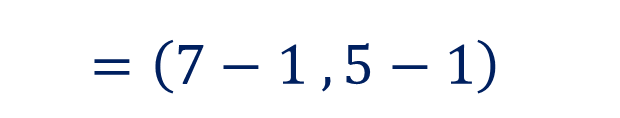 = (7 − 1 , 5 − 1)